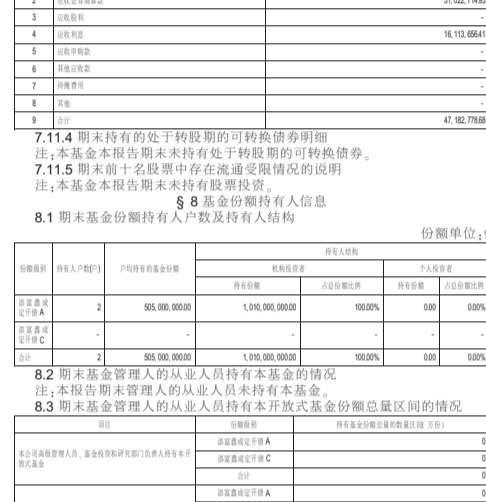 2 应收证券清算款 31,022,714.93
3 应收股利 -
4 应收利息 16,113,656.41
5 应收申购款 -
6 其他应收款 -
7 待摊费用 -
8 其他 -
9 合计 47,182,778.68
7.11.4 期末持有的处于转股期的可转换债券明细
注:本基金本报告期末未持有处于转股期的可转换债券。
7.11.5 期末前十名股票中存在流通受限情况的说明
注:本基金本报告期末未持有股票投资。
§ 8 基金份额持有人信息
8.1 期末基金份额持有人户数及持有人结构
份额单位:
份额级别 持有人户数(户) 户均持有的基金份额 持有人结构
机构投资者 个人投资者
持有份额 占总份额比例 持有份额 占总份额比例
添富鑫成定开债 A 2 505,000,000.00 1,010,000,000.00 100.00% 0.00 0.00%
添富鑫成定开债 C - - - - - -
合计 2 505,000,000.00 1,010,000,000.00 100.00% 0.00 0.00%
8.2 期末基金管理人的从业人员持有本基金的情况
注:本报告期末管理人的从业人员未持有本基金。
8.3 期末基金管理人的从业人员持有本开放式基金份额总量区间的情况
项目 份额级别 持有基金份额总量的数量区间( 万份)
本公司高级管理人员、基金投资和研究部门负责人持有本开放式基金 添富鑫成定开债 A 0
添富鑫成定开债 C 0
合计 0
添富鑫成定开债 A 0